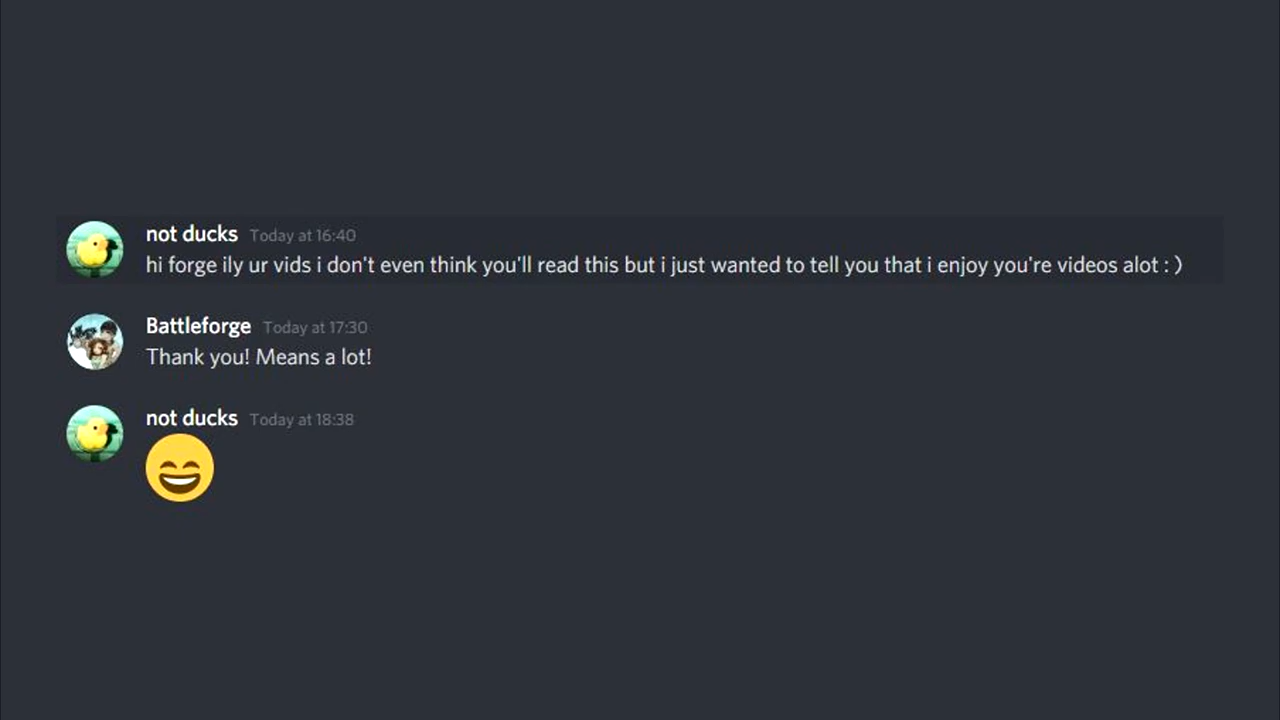 not ducks Today at 16:40
hi forge ily ur vids i don't even think you'll read this but i just wanted to tell you that i enjoy you're videos alot : )
Battleforge Today at 17:30
Thank you! Means a lot!
not ducks Today at 18:38